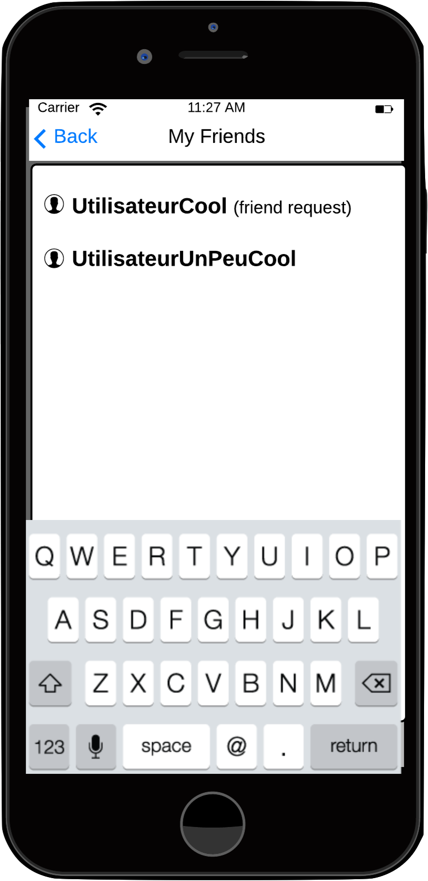 Carrier 11:27 AM
Back My Friends
UtilisateurCool (friend request)
UtilisateurUnPeuCool
Q W E R T Y U I O P
A S D F G H J K L
Z X C V B N M
123 space @ . return